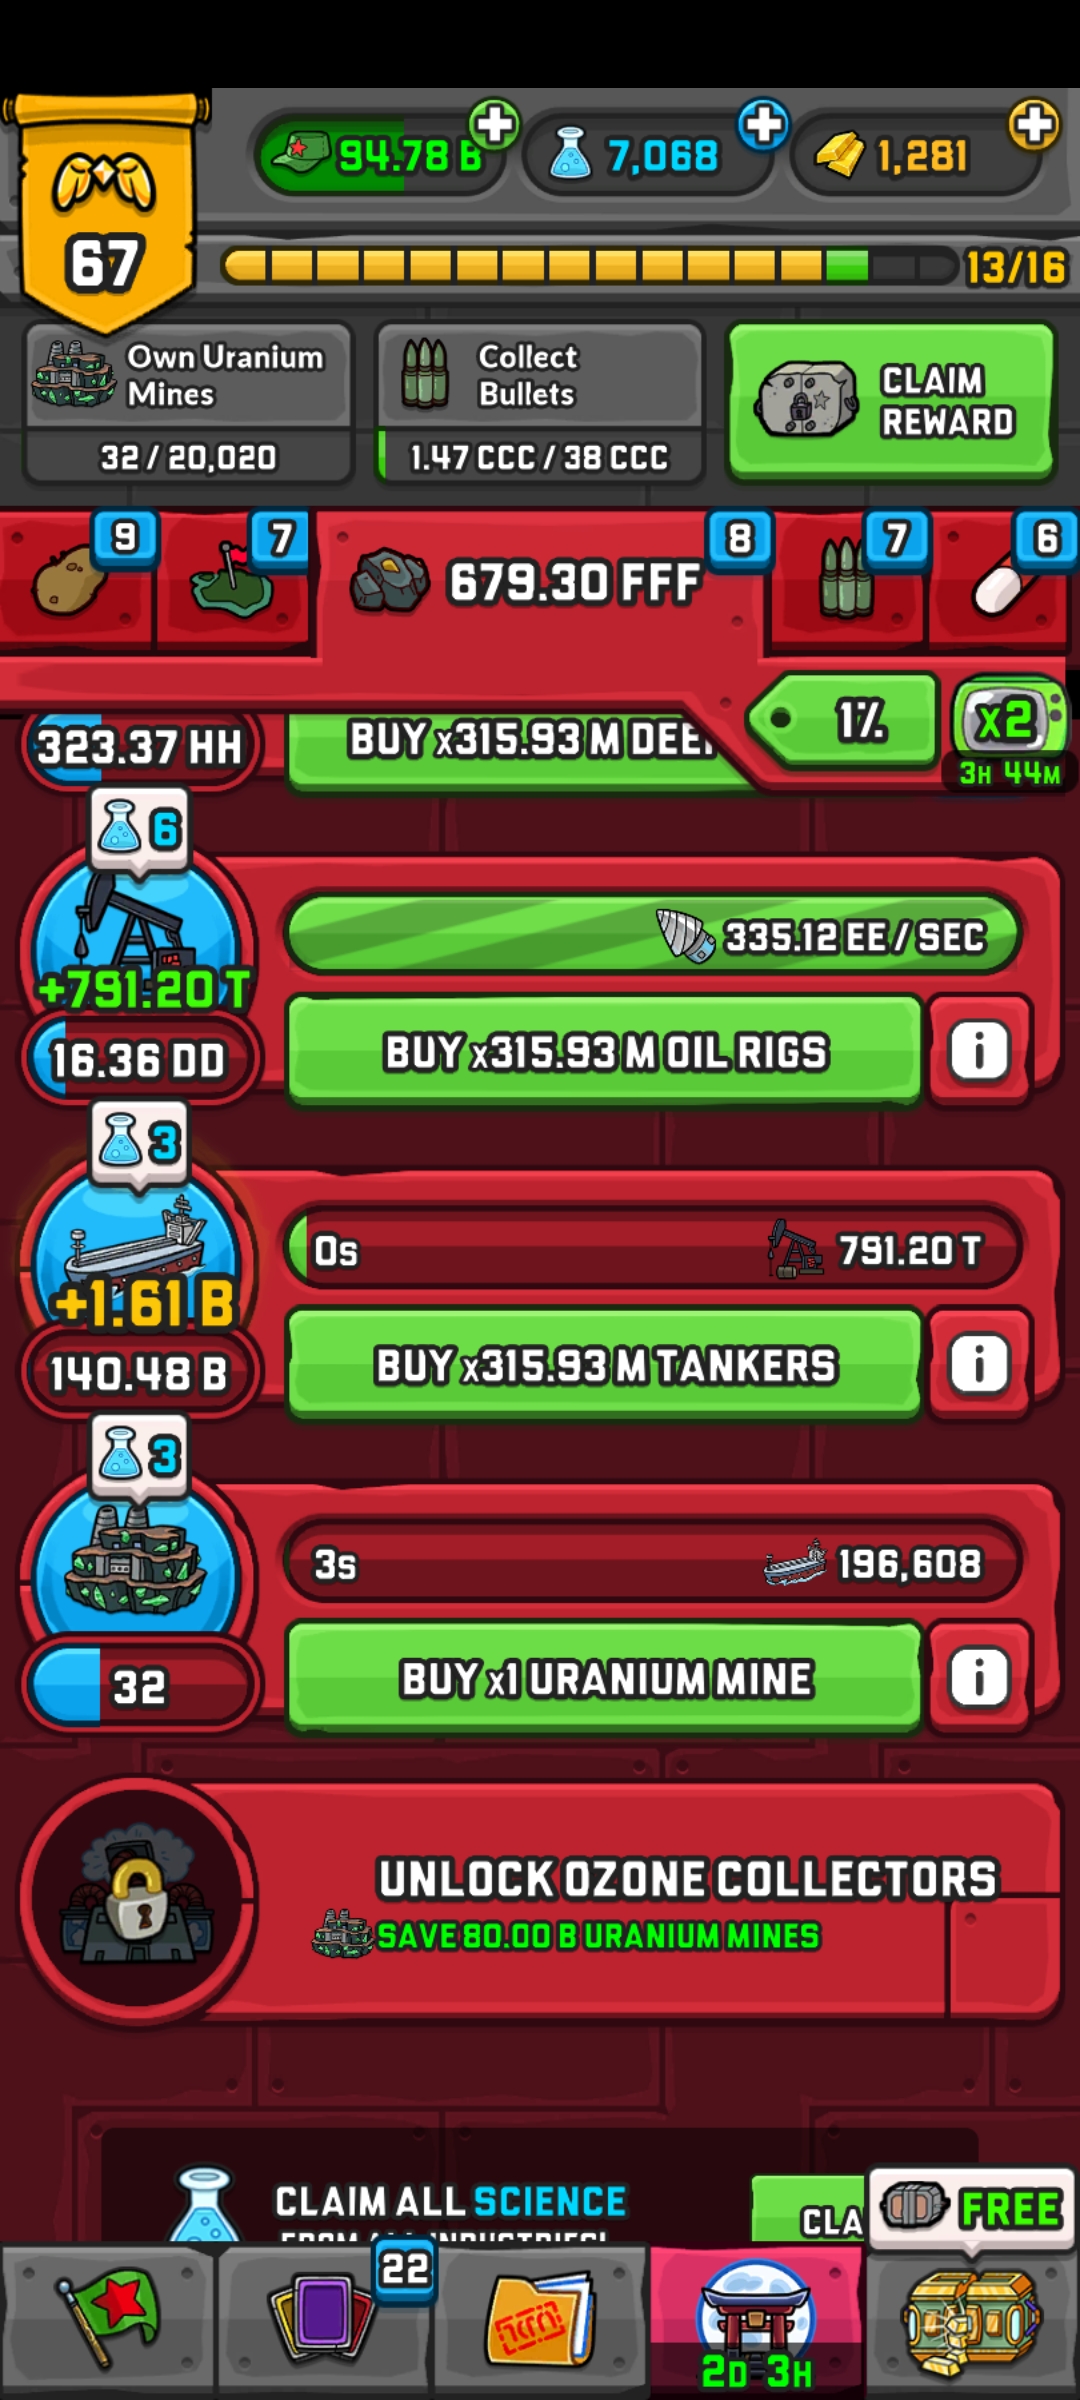 67
94.78 B
7,068
1,281
13/16
Own Uranium
Mines
32 / 20,020
Collect
Bullets
1.47 CCC / 38 CCC
CLAIM
REWARD
9
7
679.30 FFF
8
7
6
1%
x2
3H 44M
323.37 HH
BUY x315.93 M
6
+791.20 T
16.36 DD
335.12 EE / SEC
BUY x315.93 M OIL RIGS
i
3
+1.61 B
140.48 B
0s
791.20 T
BUY x315.93 M TANKERS
i
3
32
3s
196,608
BUY x1 URANIUM MINE
i
UNLOCK OZONE COLLECTORS
SAVE 80.00 B URANIUM MINES
CLAIM ALL SCIENCE
FROM ALL INDUSTRIES!
CLA
FREE
22
2D 3H